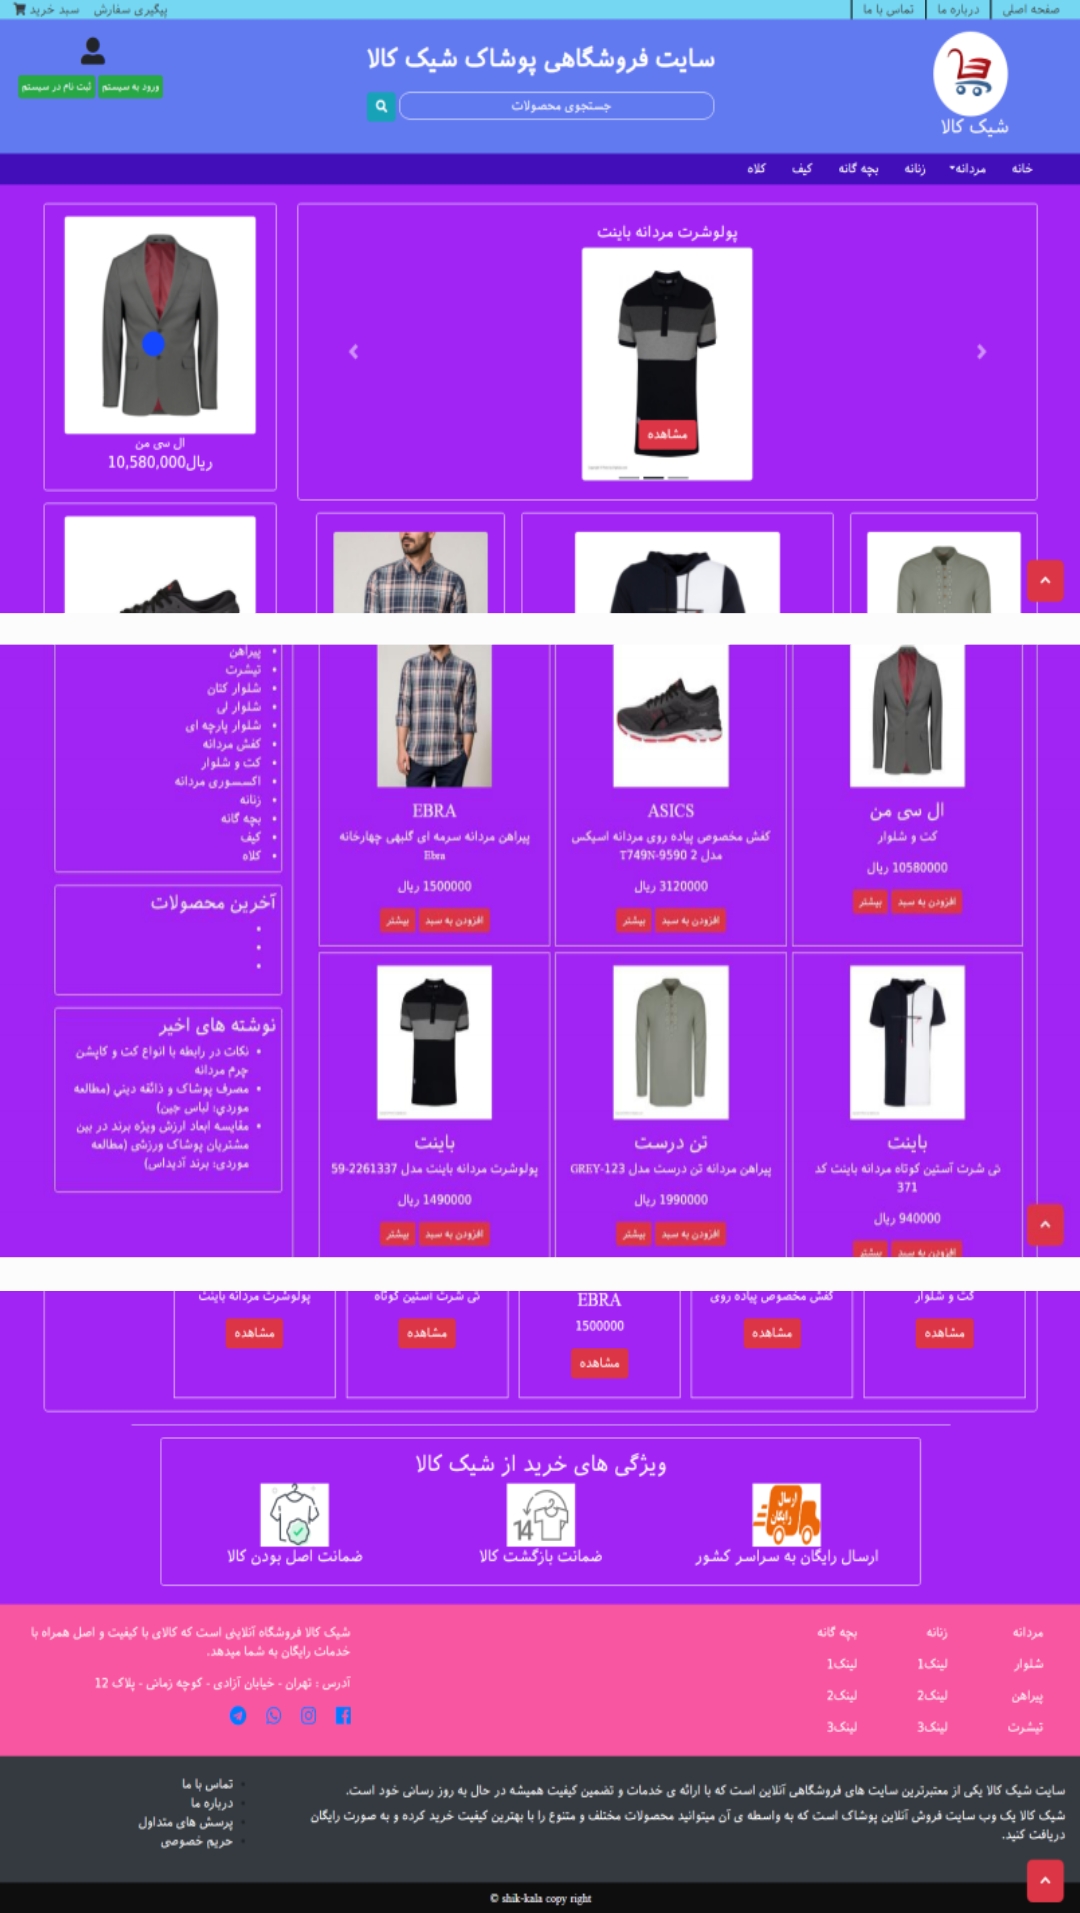 صفحه اصلی
درباره ما
تماس با ما
پیگیری سفارش
سبد خرید
سایت فروشگاهی پوشاک شیک کالا
جستجوی محصولات
شیک کالا
ورود به سیستم
ثبت نام در سیستم
خانه
مردانه
زنانه
بچه گانه
کیف
کلاه
پولوشرت مردانه باینت
مشاهده
ال سی من
ریال10,580,000
پیراهن
تیشرت
شلوار کتان
شلوار لی
شلوار پارچه ای
کفش مردانه
کت و شلوار
اکسسوری مردانه
زنانه
بچه گانه
کیف
کلاه
آخرین محصولات
نوشته های اخیر
نکات در رابطه با انواع کت و کاپشن
چرم مردانه
مصرف پوشاک و ذائقه دیني (مطالعه
موردي: لباس جین)
مقایسه ابعاد ارزش ویژه برند در بین
مشتریان پوشاک ورزشی (مطالعه
موردی: برند آدیداس)
ال سی من
کت و شلوار
10580000 ریال
افزودن به سبد
بیشتر
ASICS
کفش مخصوص پیاده روی مردانه اسیکس
مدل 2 T749N-9590
3120000 ریال
افزودن به سبد
بیشتر
EBRA
پیراهن مردانه سرمه ای گلبهی چهارخانه
Ebra
1500000 ریال
افزودن به سبد
بیشتر
باینت
تی شرت آستین کوتاه مردانه باینت کد
371
940000 ریال
افزودن به سبد
بیشتر
تن درست
پیراهن مردانه تن درست مدل GREY-123
1990000 ریال
افزودن به سبد
بیشتر
باینت
پولوشرت مردانه باینت مدل 2261337-59
1490000 ریال
افزودن به سبد
بیشتر
کت و شلوار
مشاهده
کفش مخصوص پیاده روی
مشاهده
EBRA
1500000
مشاهده
تی شرت آستین کوتاه
مشاهده
پولوشرت مردانه باینت
مشاهده
ویژگی های خرید از شیک کالا
ارسال
رایگان
ارسال رایگان به سراسر کشور
14
ضمانت بازگشت کالا
ضمانت اصل بودن کالا
مردانه
شلوار
پیراهن
تیشرت
زنانه
لینک1
لینک2
لینک3
بچه گانه
لینک1
لینک2
لینک3
شیک کالا فروشگاه آنلاینی است که کالای با کیفیت و اصل همراه با
خدمات رایگان به شما میدهد.
آدرس : تهران - خیابان آزادی - کوچه زمانی - پلاک 12
سایت شیک کالا یکی از معتبرترین سایت های فروشگاهی آنلاین است که با ارائه ی خدمات و تضمین کیفیت همیشه در حال به روز رسانی خود است.
شیک کالا یک وب سایت فروش آنلاین پوشاک است که به واسطه ی آن میتوانید محصولات مختلف و متنوع را با بهترین کیفیت خرید کرده و به صورت رایگان
دریافت کنید.
تماس با ما
درباره ما
پرسش های متداول
حریم خصوصی
© shik-kala copy right